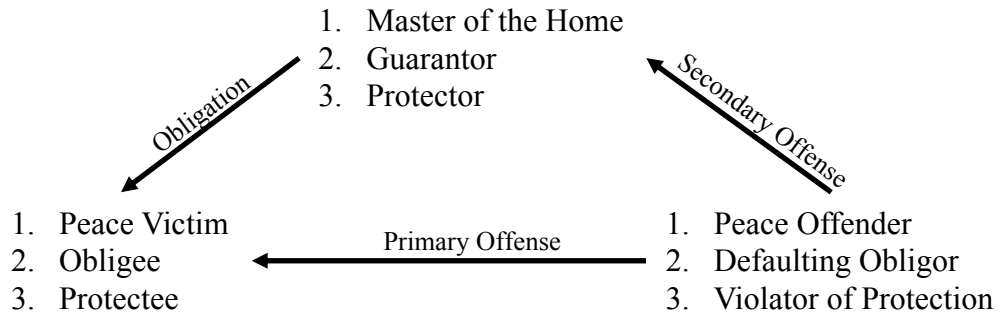 1. Master of the Home
2. Guarantor
3. Protector
Obligation
Secondary Offense
1. Peace Victim
2. Obligee
3. Protectee
Primary Offense
1. Peace Offender
2. Defaulting Obligor
3. Violator of Protection